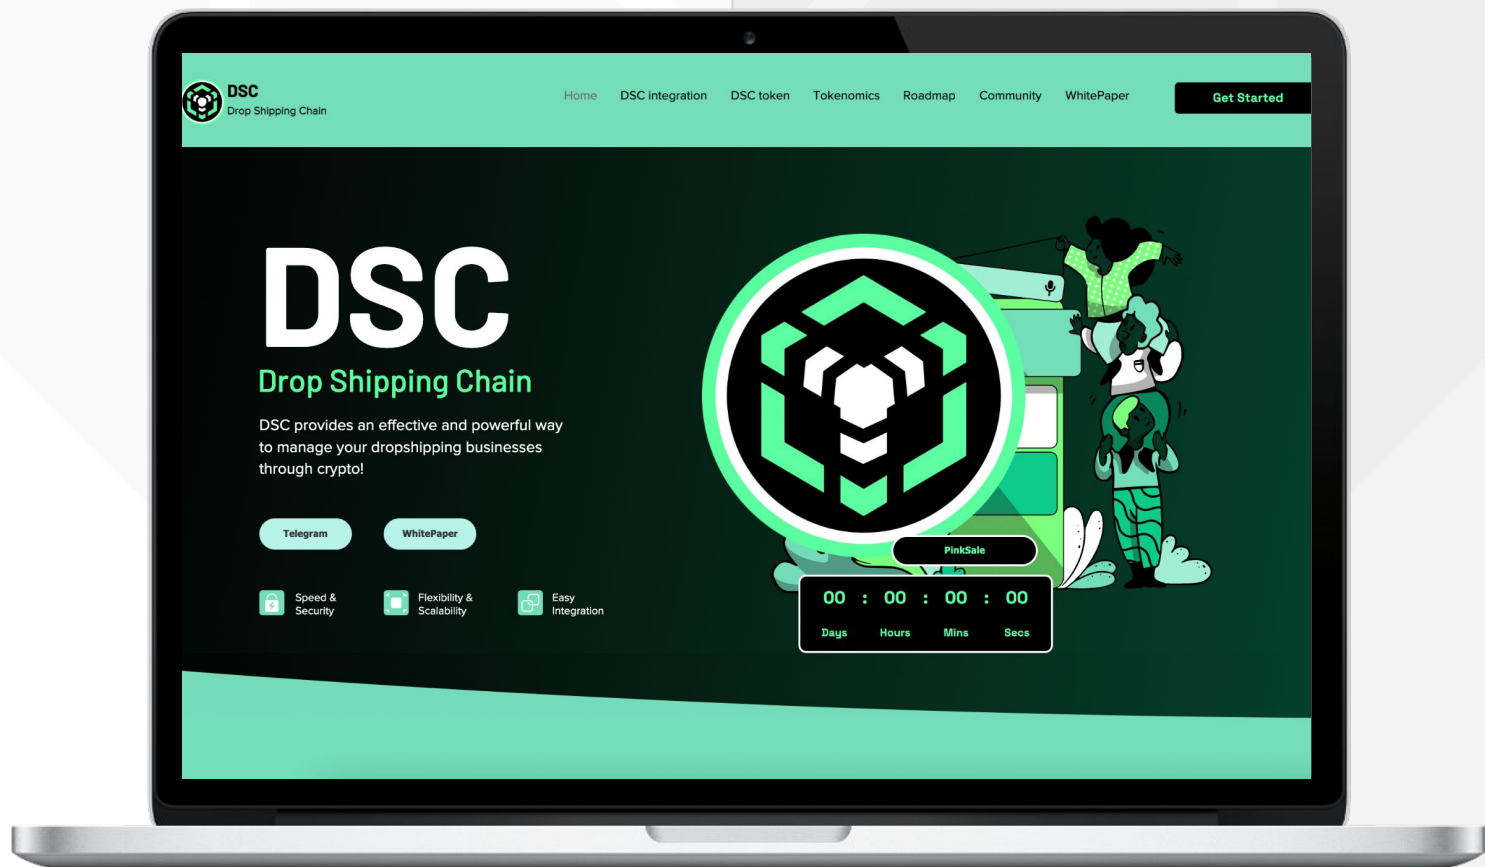 DSC
Drop Shipping Chain
Home DSC integration DSC token Tokenomics Roadmap Community WhitePaper Get Started
DSC
Drop Shipping Chain
DSC provides an effective and powerful way
to manage your dropshipping businesses
through crypto!
Telegram WhitePaper
Speed &
Security
Flexibility &
Scalability
Easy
Integration
PinkSale
00 : 00 : 00 : 00
Days Hours Mins Secs